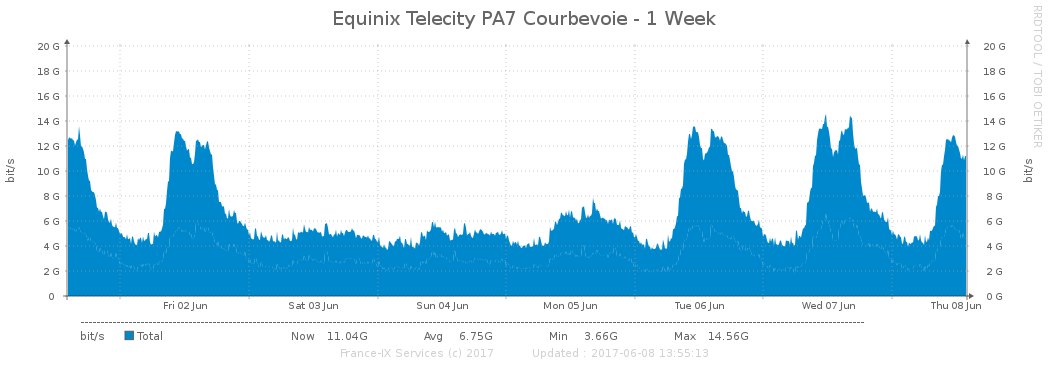 Equinix Telecity PA7 Courbevoie - 1 Week
RRDTOOL / TOBI OETIKER
bit/s
20 G
18 G
16 G
14 G
12 G
10 G
8 G
6 G
4 G
2 G
0
20 G
18 G
16 G
14 G
12 G
10 G
8 G
6 G
4 G
2 G
0 G
bit/s
Fri 02 Jun Sat 03 Jun Sun 04 Jun Mon 05 Jun Tue 06 Jun Wed 07 Jun Thu 08 Jun
bit/s Total Now 11.04G Avg 6.75G Min 3.66G Max 14.56G
France-IX Services (c) 2017 Updated : 2017-06-08 13:55:13